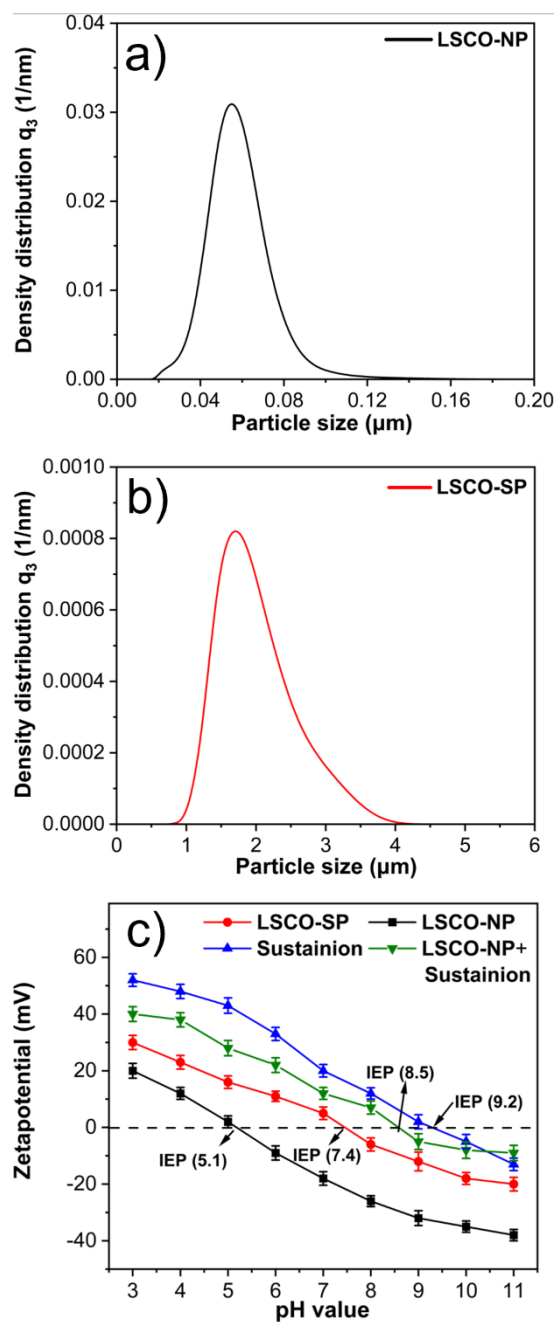 a)
LSCO-NP
Density distribution q₃ (1/nm)
0.04
0.03
0.02
0.01
0.00
0.00 0.04 0.08 0.12 0.16 0.20
Particle size (µm)
b)
LSCO-SP
Density distribution q₃ (1/nm)
0.0010
0.0008
0.0006
0.0004
0.0002
0.0000
0 1 2 3 4 5 6
Particle size (µm)
c)
LSCO-SP LSCO-NP
Sustainion LSCO-NP+
Sustainion
Zetapotential (mV)
60
40
20
0
-20
-40
IEP (8.5)
IEP (9.2)
IEP (5.1)
IEP (7.4)
3 4 5 6 7 8 9 10 11
pH value